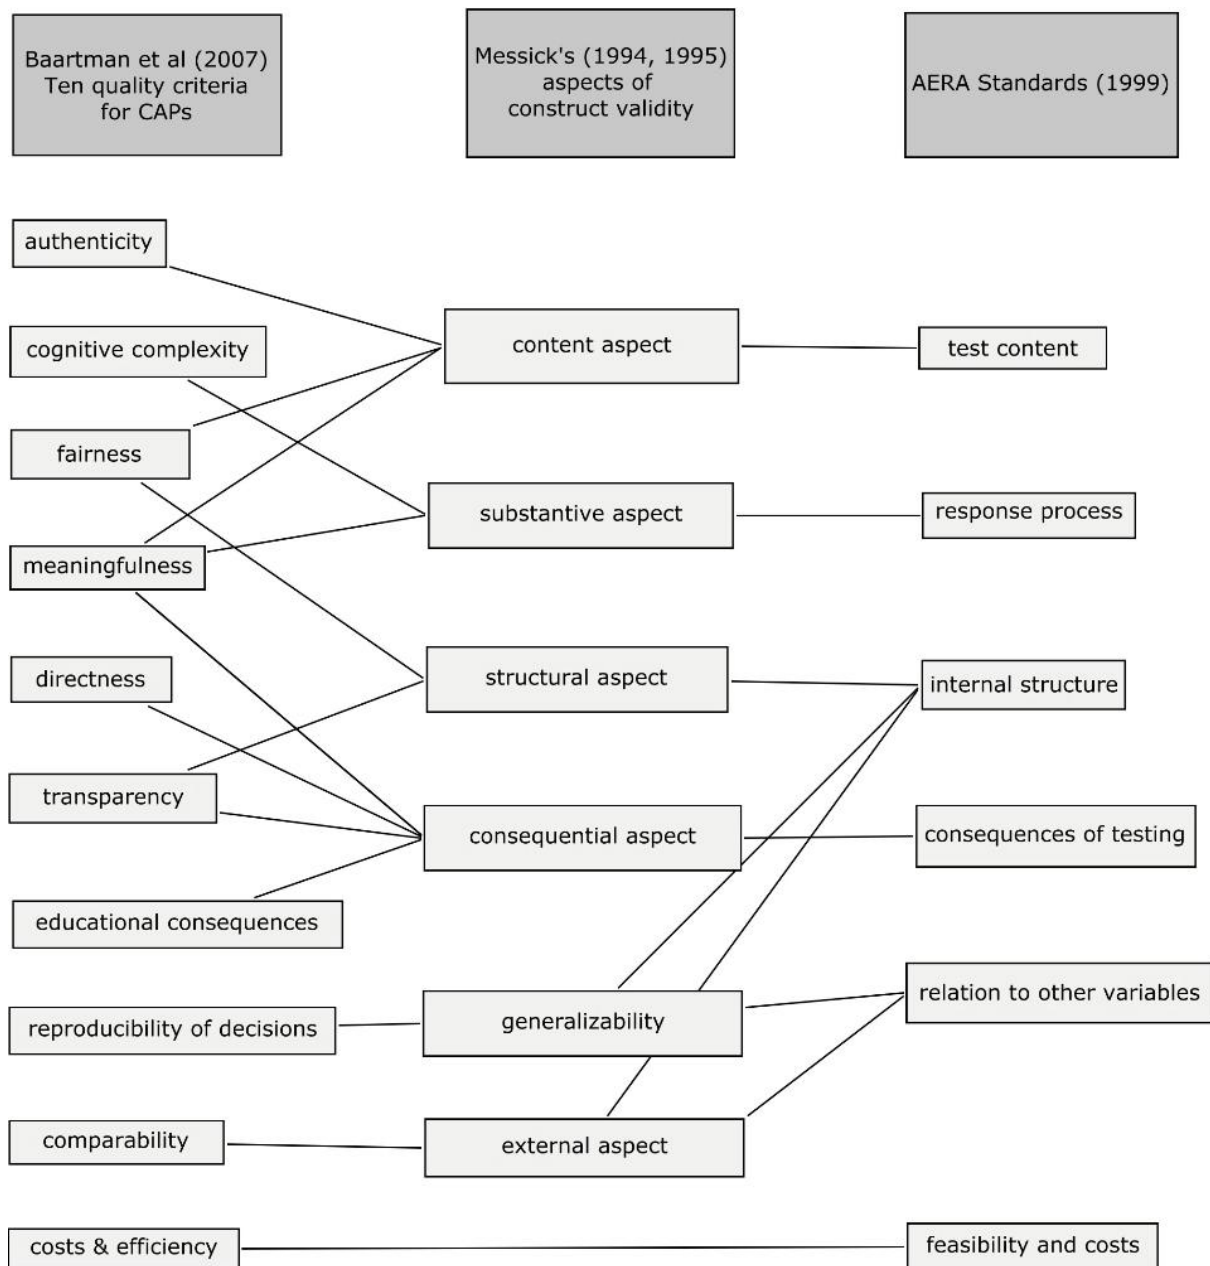 Baartman et al (2007)
Ten quality criteria
for CAPs
Messick's (1994, 1995)
aspects of
construct validity
AERA Standards (1999)
authenticity
cognitive complexity
fairness
meaningfulness
directness
transparency
educational consequences
reproducibility of decisions
comparability
costs & efficiency
content aspect
substantive aspect
structural aspect
consequential aspect
generalizability
external aspect
test content
response process
internal structure
consequences of testing
relation to other variables
feasibility and costs